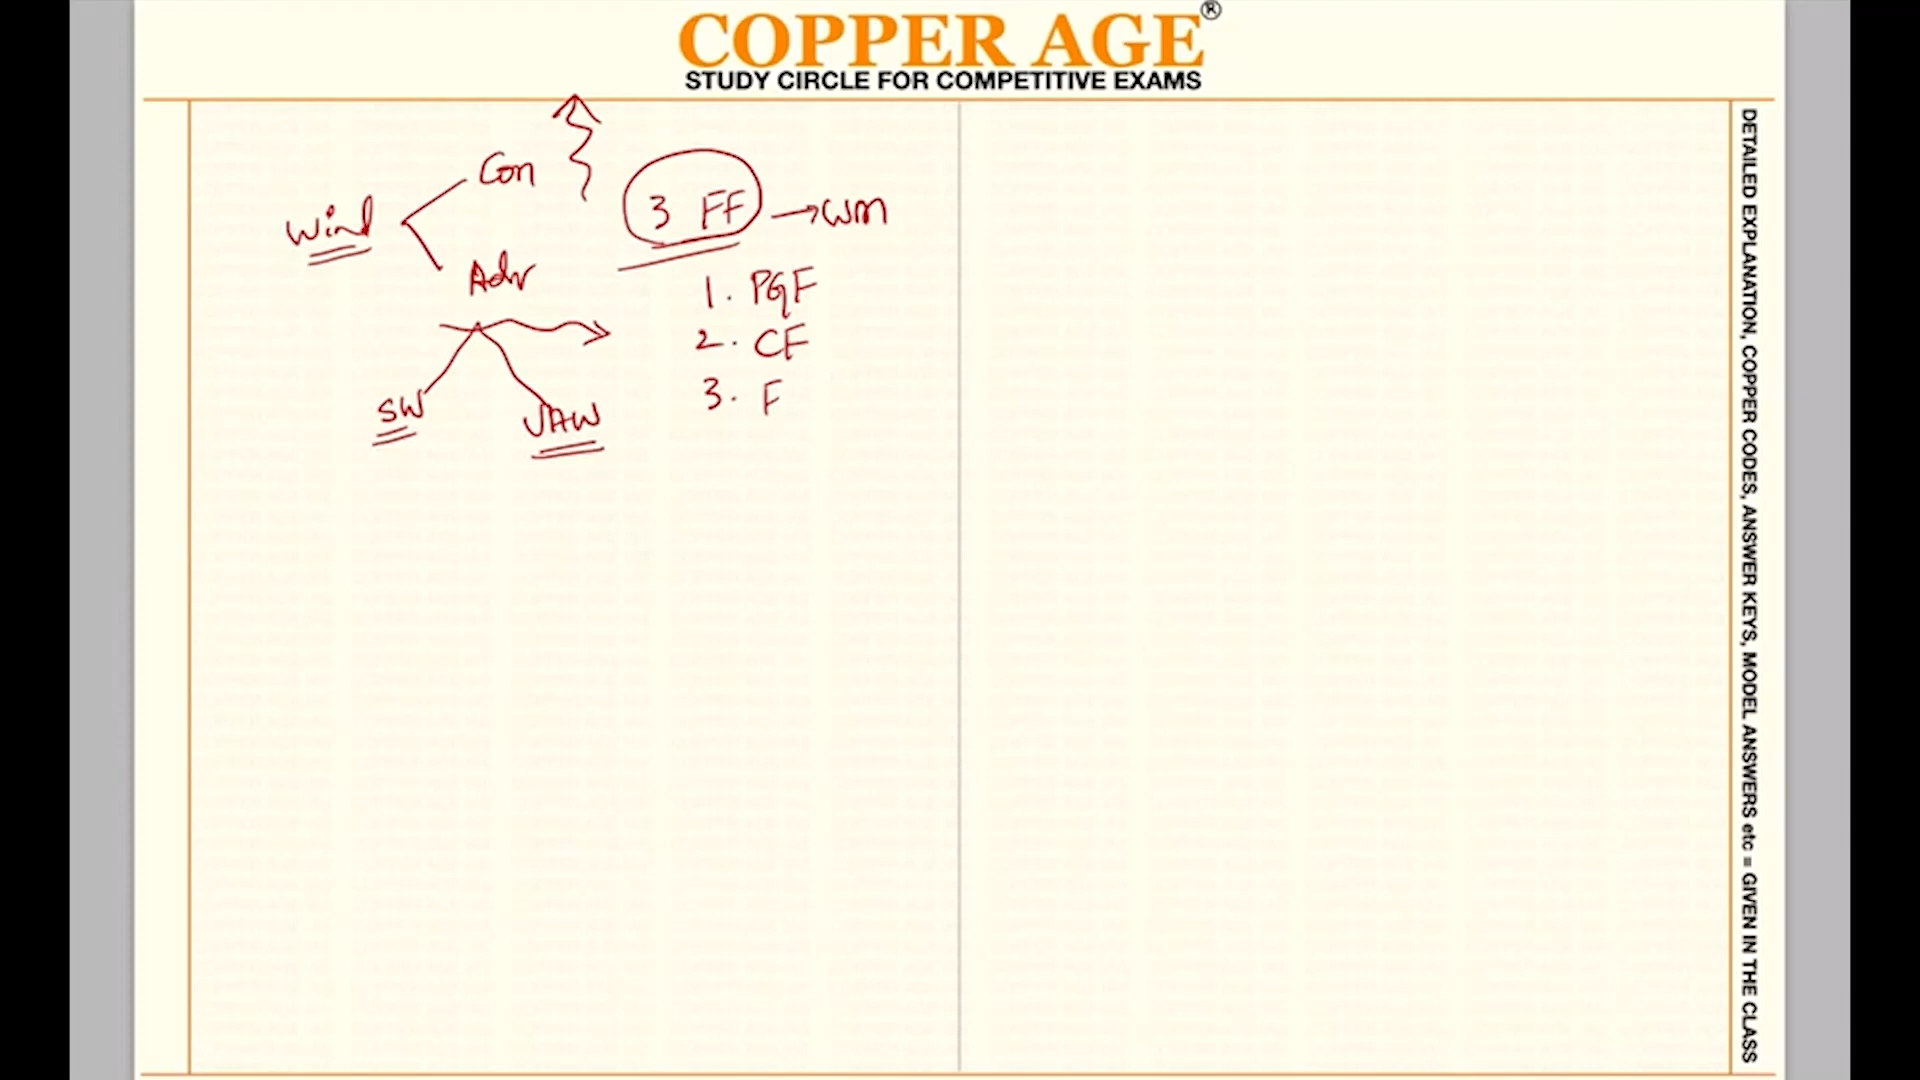 COPPER AGE®
STUDY CIRCLE FOR COMPETITIVE EXAMS
Con
Wind
3 FF → WM
Adv
1. PGF
2. CF
3. F
SW
UAW
DETAILED EXPLANATION, COPPER CODES, ANSWER KEYS, MODEL ANSWERS etc = GIVEN IN THE CLASS